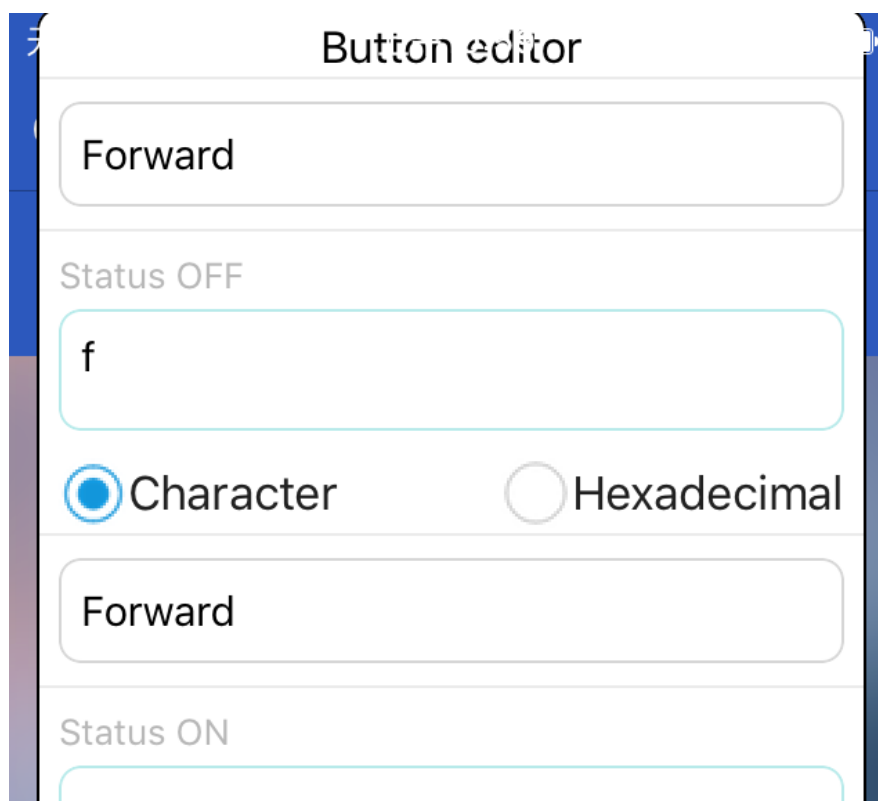 Button editor
Forward
Status OFF
f
Character
Hexadecimal
Forward
Status ON